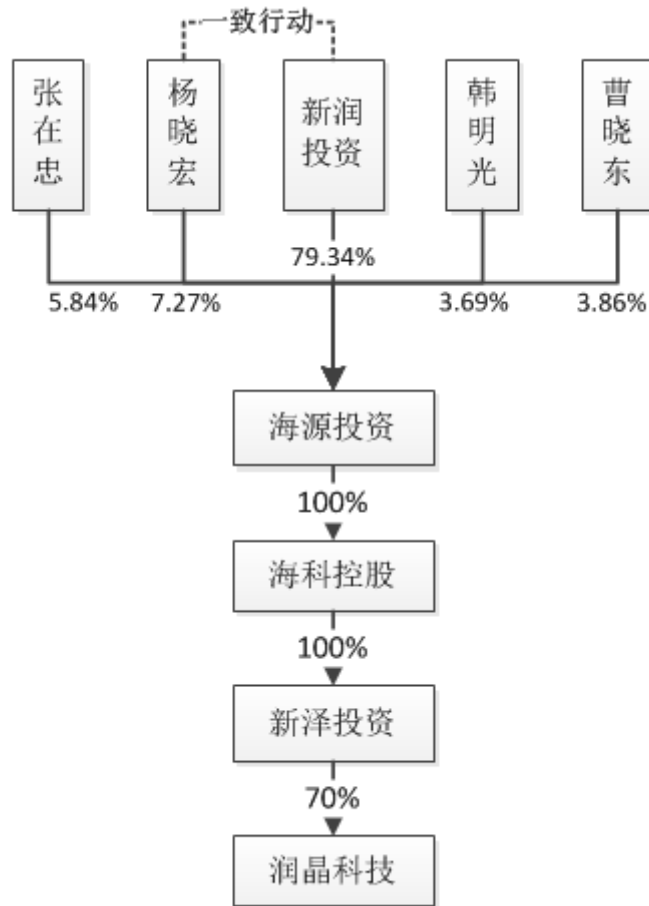 一致行动
张在忠
杨晓宏
新润
投资
韩明光
曹晓东
79.34%
5.84%
7.27%
3.69%
3.86%
海源投资
100%
海科控股
100%
新泽投资
70%
润晶科技